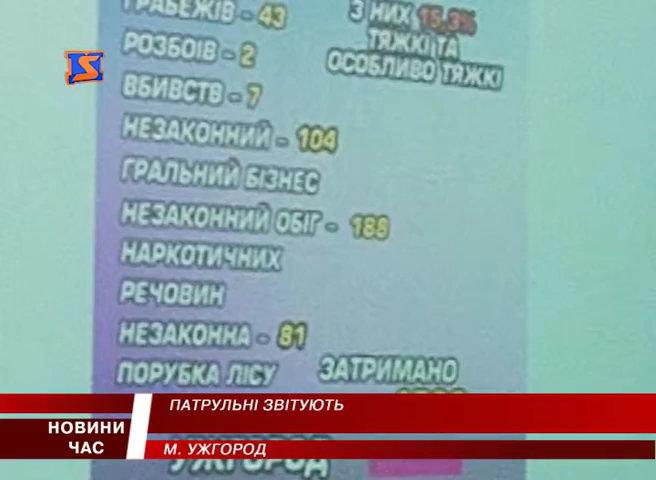 ГРАБЕЖІВ - 43
З НИХ 15,3%
ТЯЖКІ ТА
ОСОБЛИВО ТЯЖКІ
РОЗБОЇВ - 2
ВБИВСТВ - 7
НЕЗАКОННИЙ - 104
ГРАЛЬНИЙ БІЗНЕС
НЕЗАКОННИЙ ОБІГ - 188
НАРКОТИЧНИХ
РЕЧОВИН
НЕЗАКОННА - 81
ПОРУБКА ЛІСУ
ЗАТРИМАНО
ПАТРУЛЬНІ ЗВІТУЮТЬ
НОВИНИ
ЧАС
М. УЖГОРОД
УЖГОРОД